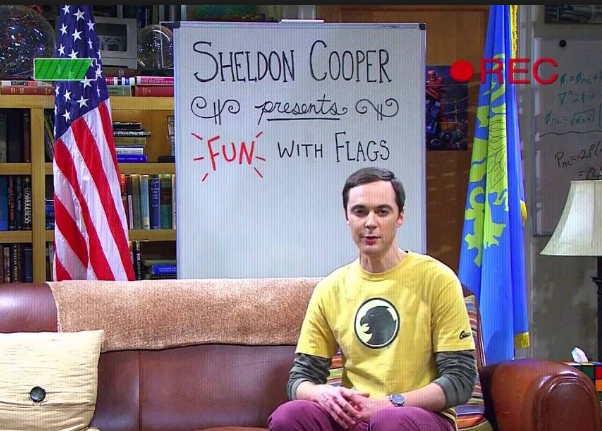 SHELDON COOPER
presents
FUN WITH FLAGS
REC